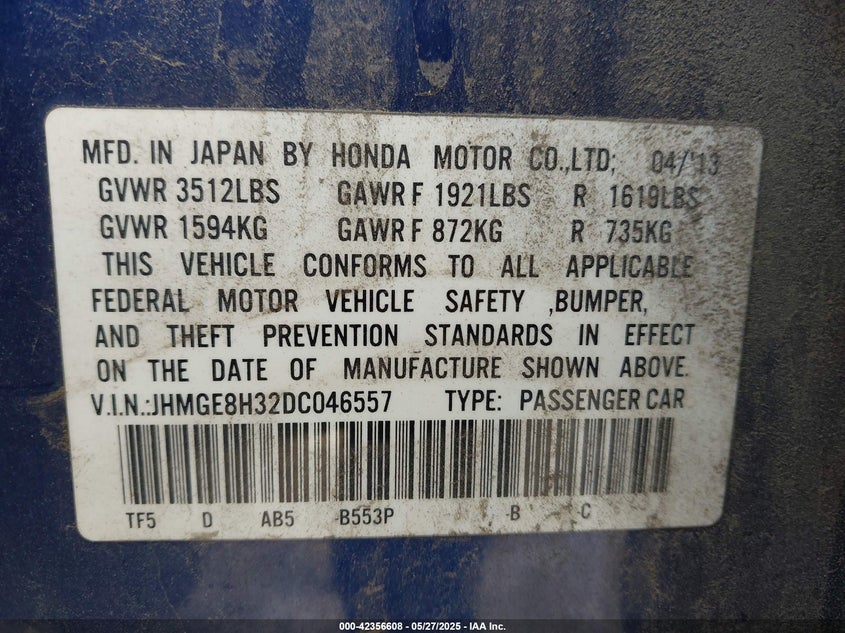 MFD. IN JAPAN BY HONDA MOTOR CO.,LTD; 04/'13
GVWR 3512LBS GAWR F 1921LBS R 1619LBS
GVWR 1594KG GAWR F 872KG R 735KG
THIS VEHICLE CONFORMS TO ALL APPLICABLE
FEDERAL MOTOR VEHICLE SAFETY ,BUMPER,
AND THEFT PREVENTION STANDARDS IN EFFECT
ON THE DATE OF MANUFACTURE SHOWN ABOVE.
V.I.N.:JHMGE8H32DC046557 TYPE: PASSENGER CAR
TF5 D AB5 -B553P -B -C
000-42356608 - 05/27/2025 - IAA Inc.